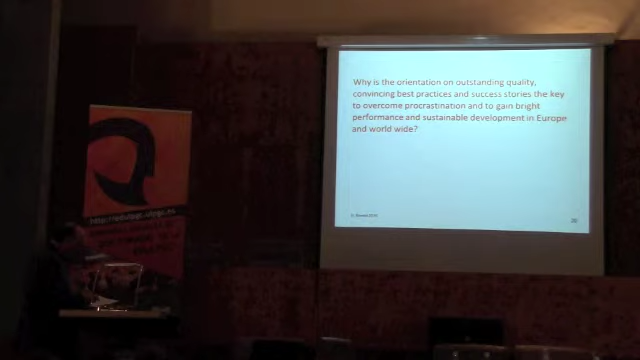 Why is the orientation on outstanding quality,
convincing best practices and success stories the key
to overcome procrastination and to gain bright
performance and sustainable development in Europe
and world wide?
20